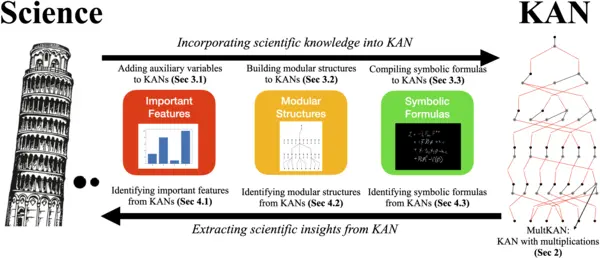 Science
KAN
Incorporating scientific knowledge into KAN
Adding auxiliary variables
to KANs (Sec 3.1)
Building modular structures
to KANs (Sec 3.2)
Compiling symbolic formulas
to KANs (Sec 3.3)
Important
Features
Modular
Structures
Symbolic
Formulas
Identifying important features
from KANs (Sec 4.1)
Identifying modular structures
from KANs (Sec 4.2)
Identifying symbolic formulas
from KANs (Sec 4.3)
Extracting scientific insights from KAN
MultKAN:
KAN with multiplications
(Sec 2)